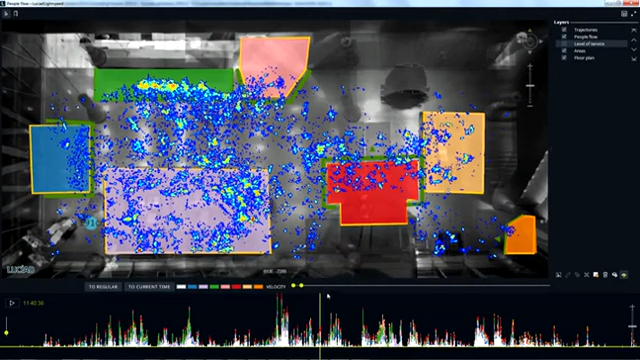 People flow - LuciadLightspeed
Layers
Trajectories
People flow
Level of service
Areas
Floor plan
LUCIAD
TO REGULAR
TO CURRENT TIME
VELOCITY
11:40:36